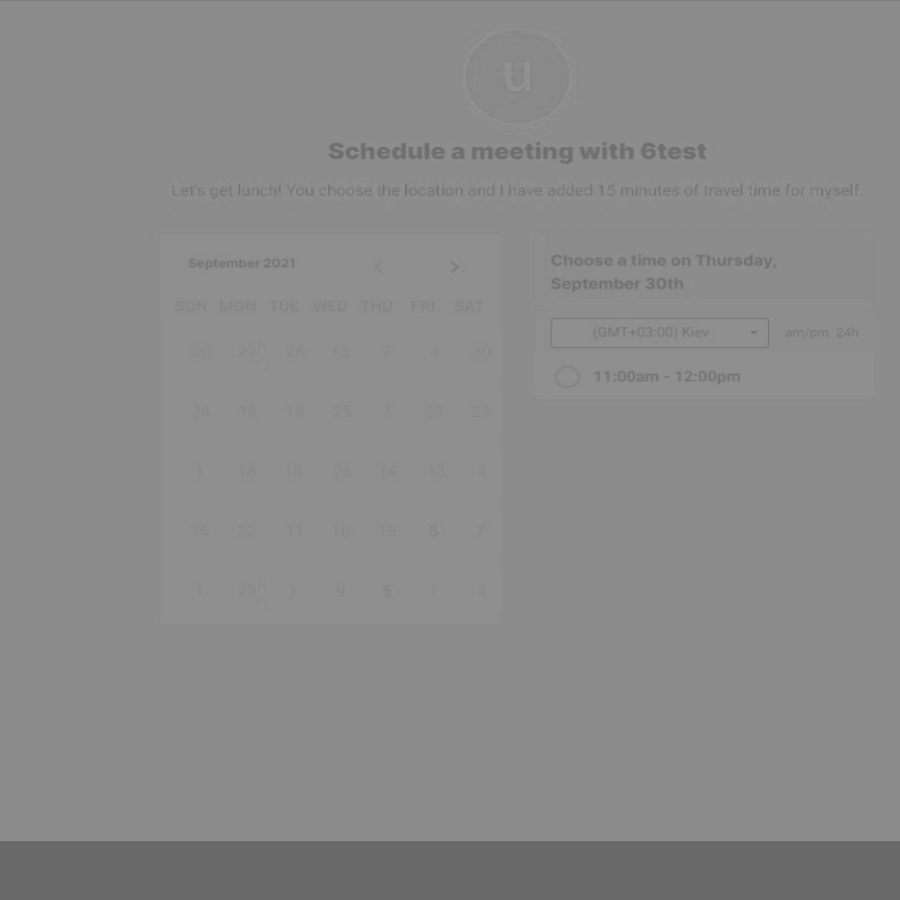 u
Schedule a meeting with 6test
Let's get lunch! You choose the location and I have added 15 minutes of travel time for myself.
September 2021
SUN MON TUE WED THU FRI SAT
20 29 26 15 7 4 30
24 18 25 7 23 23
1 16 15 26 14 4
15 22 11 16 5 7
1 29 1 9 5 1 4
Choose a time on Thursday,
September 30th
(GMT+03:00) Kiev am/pm 24h
11:00am - 12:00pm